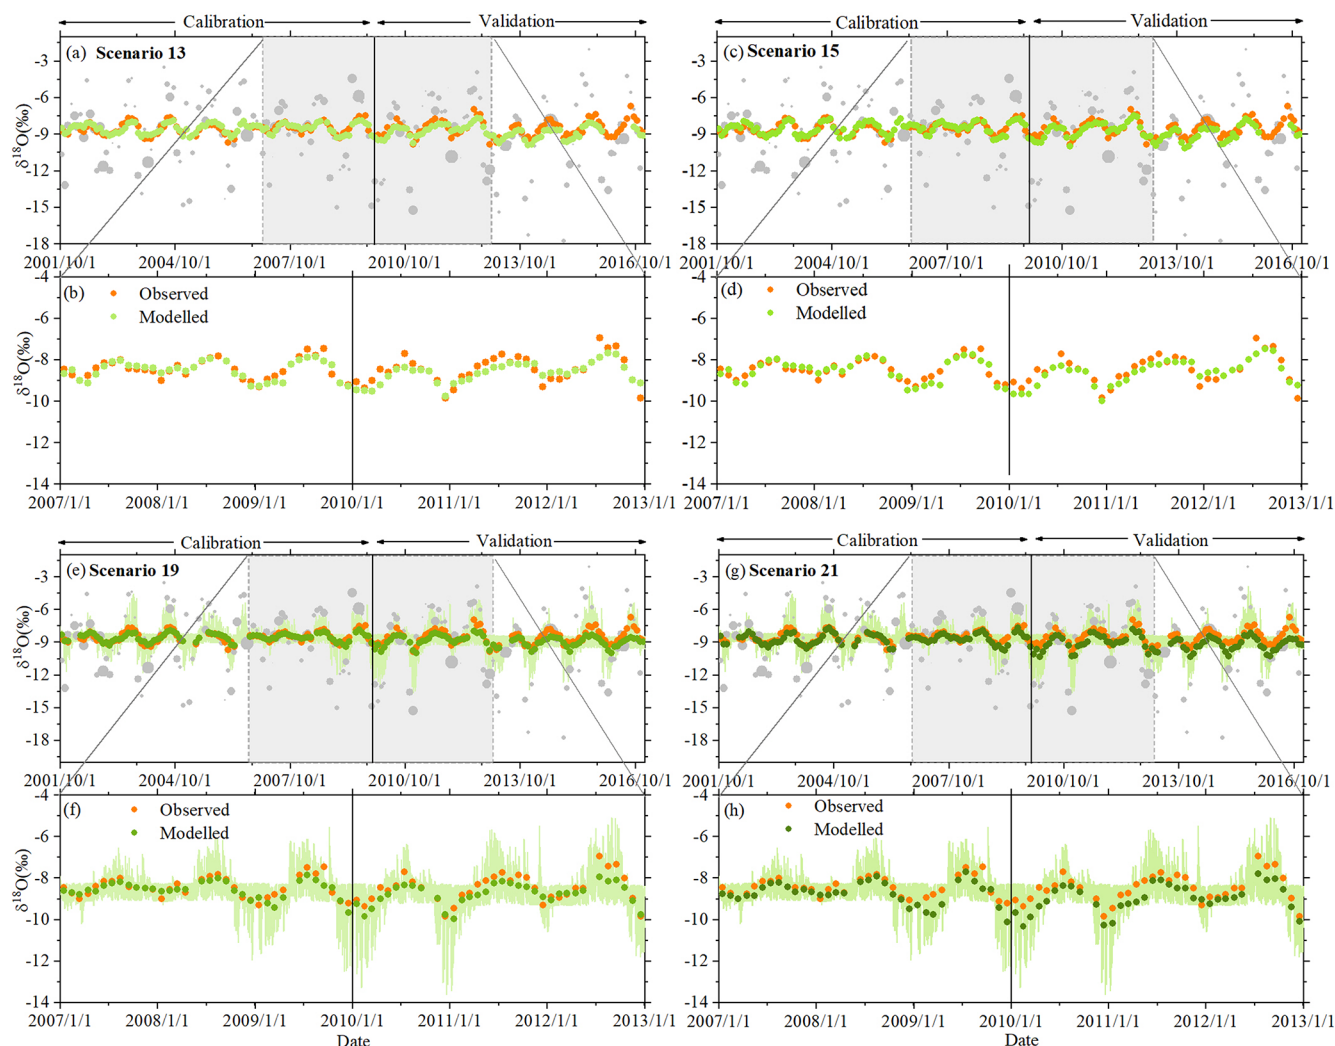 Calibration Validation
(a) Scenario 13
-3
-6
-9
-12
-15
-18
δ18O(‰)
2001/10/1 2004/10/1 2007/10/1 2010/10/1 2013/10/1 2016/10/1
Calibration Validation
(c) Scenario 15
-3
-6
-9
-12
-15
-18
2001/10/1 2004/10/1 2007/10/1 2010/10/1 2013/10/1 2016/10/1
(b)
Observed
Modelled
-4
-6
-8
-10
-12
-14
δ18O(‰)
2007/1/1 2008/1/1 2009/1/1 2010/1/1 2011/1/1 2012/1/1 2013/1/1
(d)
Observed
Modelled
-4
-6
-8
-10
-12
-14
2007/1/1 2008/1/1 2009/1/1 2010/1/1 2011/1/1 2012/1/1 2013/1/1
Calibration Validation
(e) Scenario 19
-3
-6
-9
-12
-15
-18
δ18O(‰)
2001/10/1 2004/10/1 2007/10/1 2010/10/1 2013/10/1 2016/10/1
Calibration Validation
(g) Scenario 21
-3
-6
-9
-12
-15
-18
2001/10/1 2004/10/1 2007/10/1 2010/10/1 2013/10/1 2016/10/1
(f)
Observed
Modelled
-4
-6
-8
-10
-12
-14
δ18O(‰)
2007/1/1 2008/1/1 2009/1/1 2010/1/1 2011/1/1 2012/1/1 2013/1/1
Date
(h)
Observed
Modelled
-4
-6
-8
-10
-12
-14
2007/1/1 2008/1/1 2009/1/1 2010/1/1 2011/1/1 2012/1/1 2013/1/1
Date